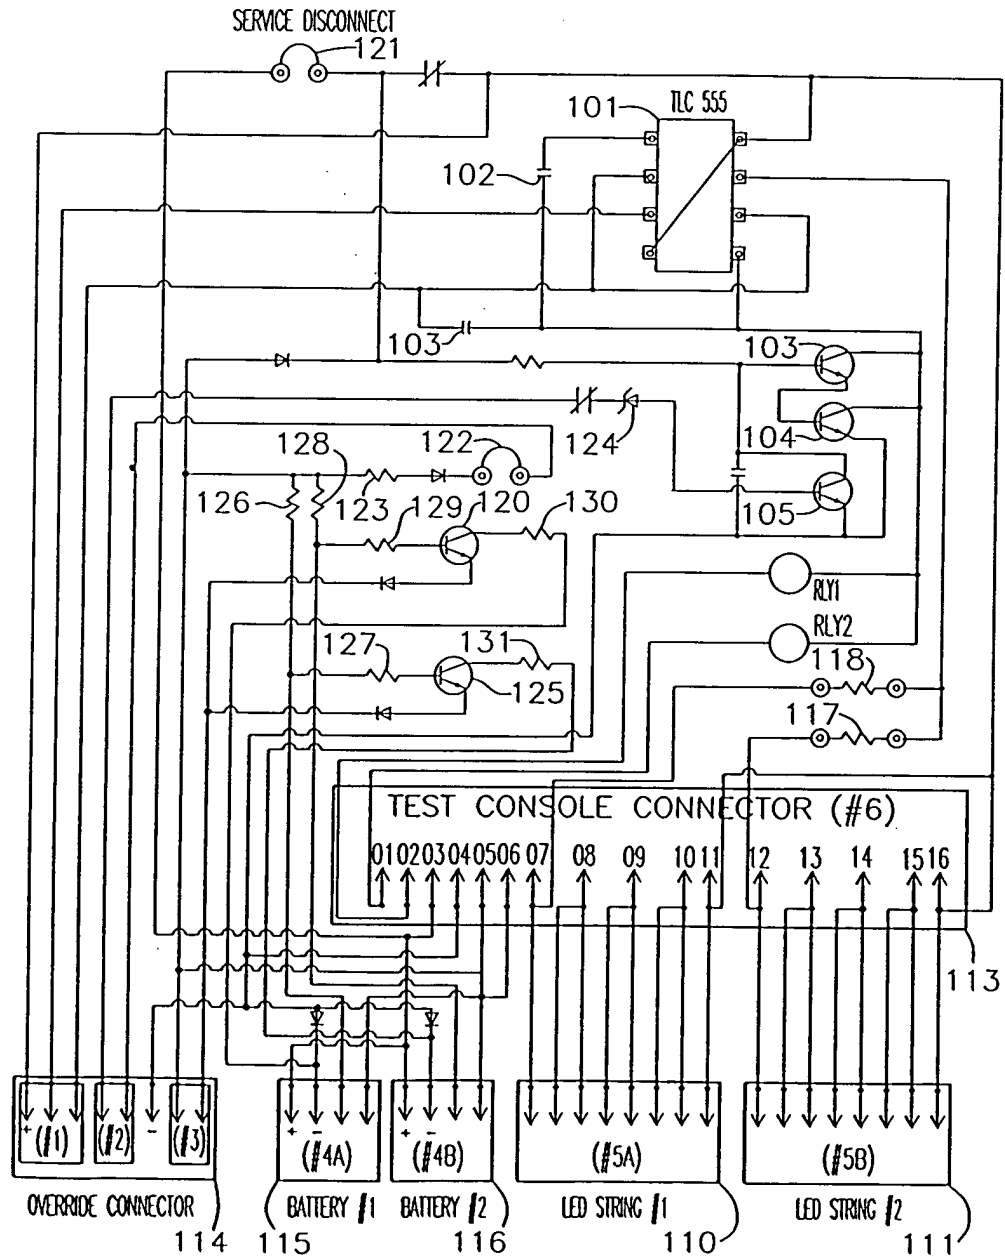 SERVICE DISCONNECT
121
101
TLC 555
102
103
103
104
124
105
128
122
126
123
129
120
130
RLY1
RLY2
127
131
125
118
117
TEST CONSOLE CONNECTOR (#6)
01 02 03 04 05 06 07 08 09 10 11 12 13 14 15 16
113
+ (#1) (#2) - (#3)
+ - (#4A)
+ - (#4B)
(#5A)
(#5B)
OVERRIDE CONNECTOR
BATTERY #1
BATTERY #2
LED STRING #1
LED STRING #2
114
115
116
110
111